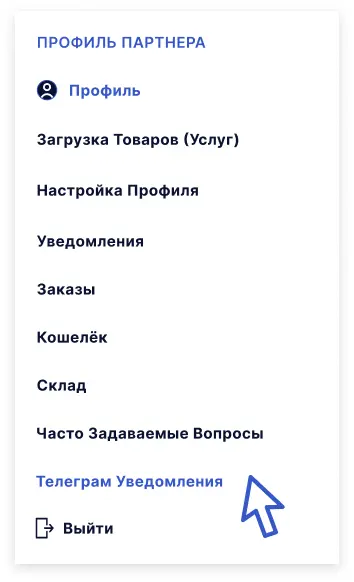 ПРОФИЛЬ ПАРТНЕРА
Профиль
Загрузка Товаров (Услуг)
Настройка Профиля
Уведомления
Заказы
Кошелёк
Склад
Часто Задаваемые Вопросы
Телеграм Уведомления
Выйти